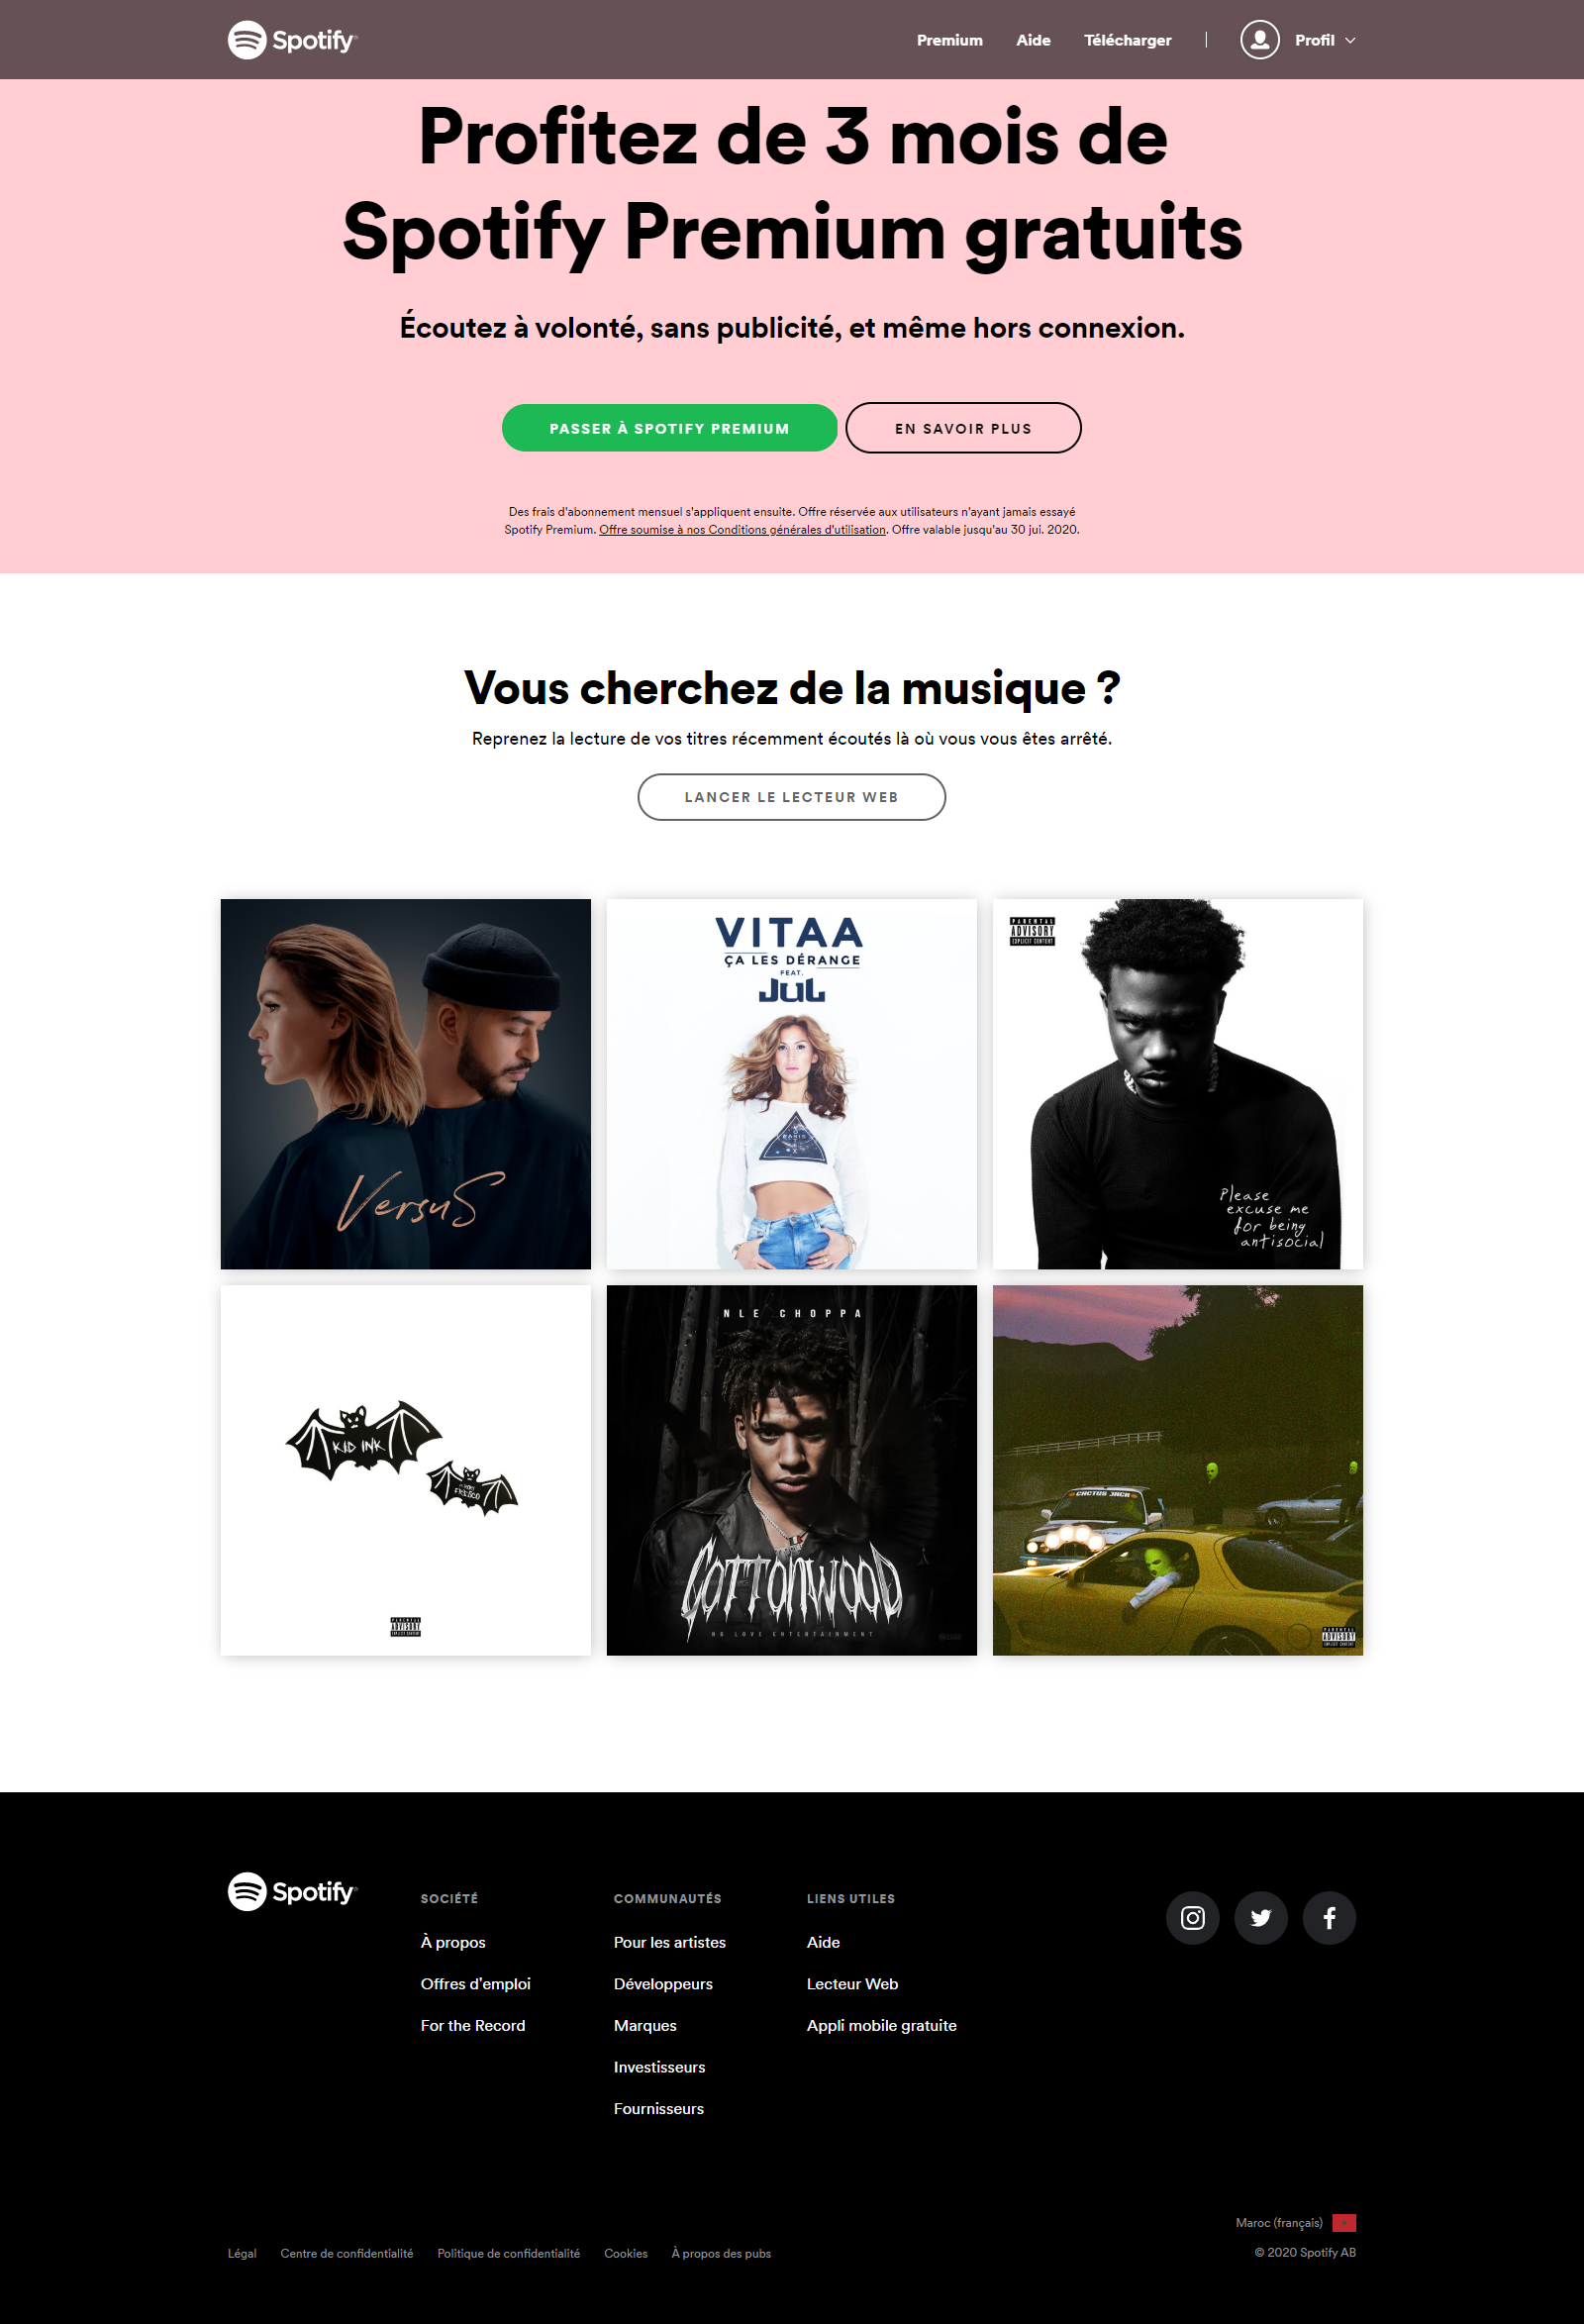 Spotify
Premium
Aide
Télécharger
Profil
Profitez de 3 mois de
Spotify Premium gratuits
Écoutez à volonté, sans publicité, et même hors connexion.
PASSER À SPOTIFY PREMIUM
EN SAVOIR PLUS
Des frais d'abonnement mensuel s'appliquent ensuite. Offre réservée aux utilisateurs n'ayant jamais essayé
Spotify Premium. Offre soumise à nos Conditions générales d'utilisation. Offre valable jusqu'au 30 jui. 2020.
Vous cherchez de la musique ?
Reprenez la lecture de vos titres récemment écoutés là où vous vous êtes arrêté.
LANCER LE LECTEUR WEB
VersuS
VITAA
ÇA LES DÉRANGE
FEAT.
JUL
PARENTAL
ADVISORY
EXPLICIT CONTENT
Please
excuse me
for being
antisocial
KID INK
PARENTAL
ADVISORY
EXPLICIT CONTENT
NLE CHOPPA
COTTONWOOD
NO LOVE ENTERTAINMENT
CACTUS JACK
PARENTAL
ADVISORY
EXPLICIT CONTENT
Spotify
SOCIÉTÉ
À propos
Offres d'emploi
For the Record
COMMUNAUTÉS
Pour les artistes
Développeurs
Marques
Investisseurs
Fournisseurs
LIENS UTILES
Aide
Lecteur Web
Appli mobile gratuite
Maroc (français)
Légal
Centre de confidentialité
Politique de confidentialité
Cookies
À propos des pubs
© 2020 Spotify AB